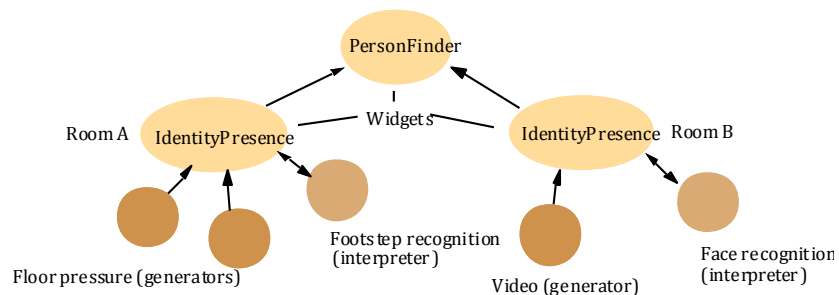 PersonFinder
Widgets
Room A
IdentityPresence
IdentityPresence
Room B
Footstep recognition
(interpreter)
Floor pressure (generators)
Video (generator)
Face recognition
(interpreter)